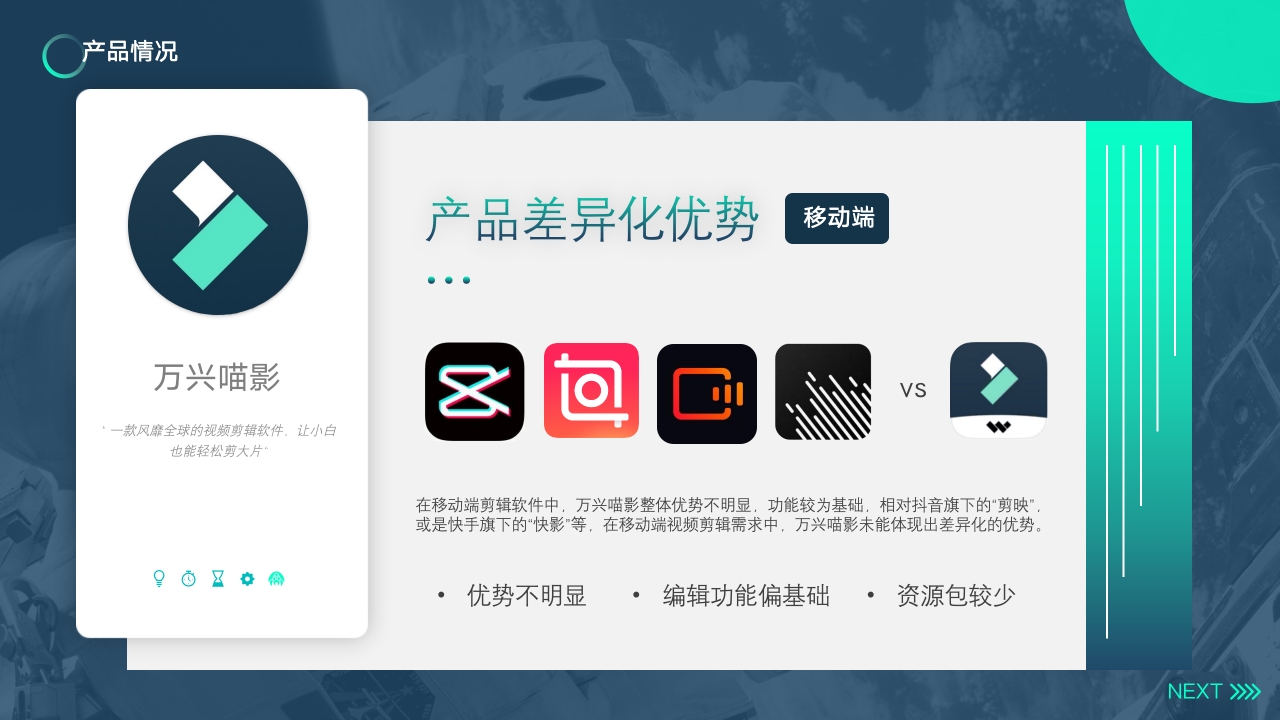 产品情况
万兴喵影
‘ 一款风靡全球的视频剪辑软件，让小白
也能轻松剪大片“
产品差异化优势
移动端
VS
在移动端剪辑软件中，万兴喵影整体优势不明显，功能较为基础，相对抖音旗下的“剪映”，
或是快手旗下的“快影”等，在移动端视频剪辑需求中，万兴喵影未能体现出差异化的优势。
• 优势不明显
• 编辑功能偏基础
• 资源包较少
NEXT